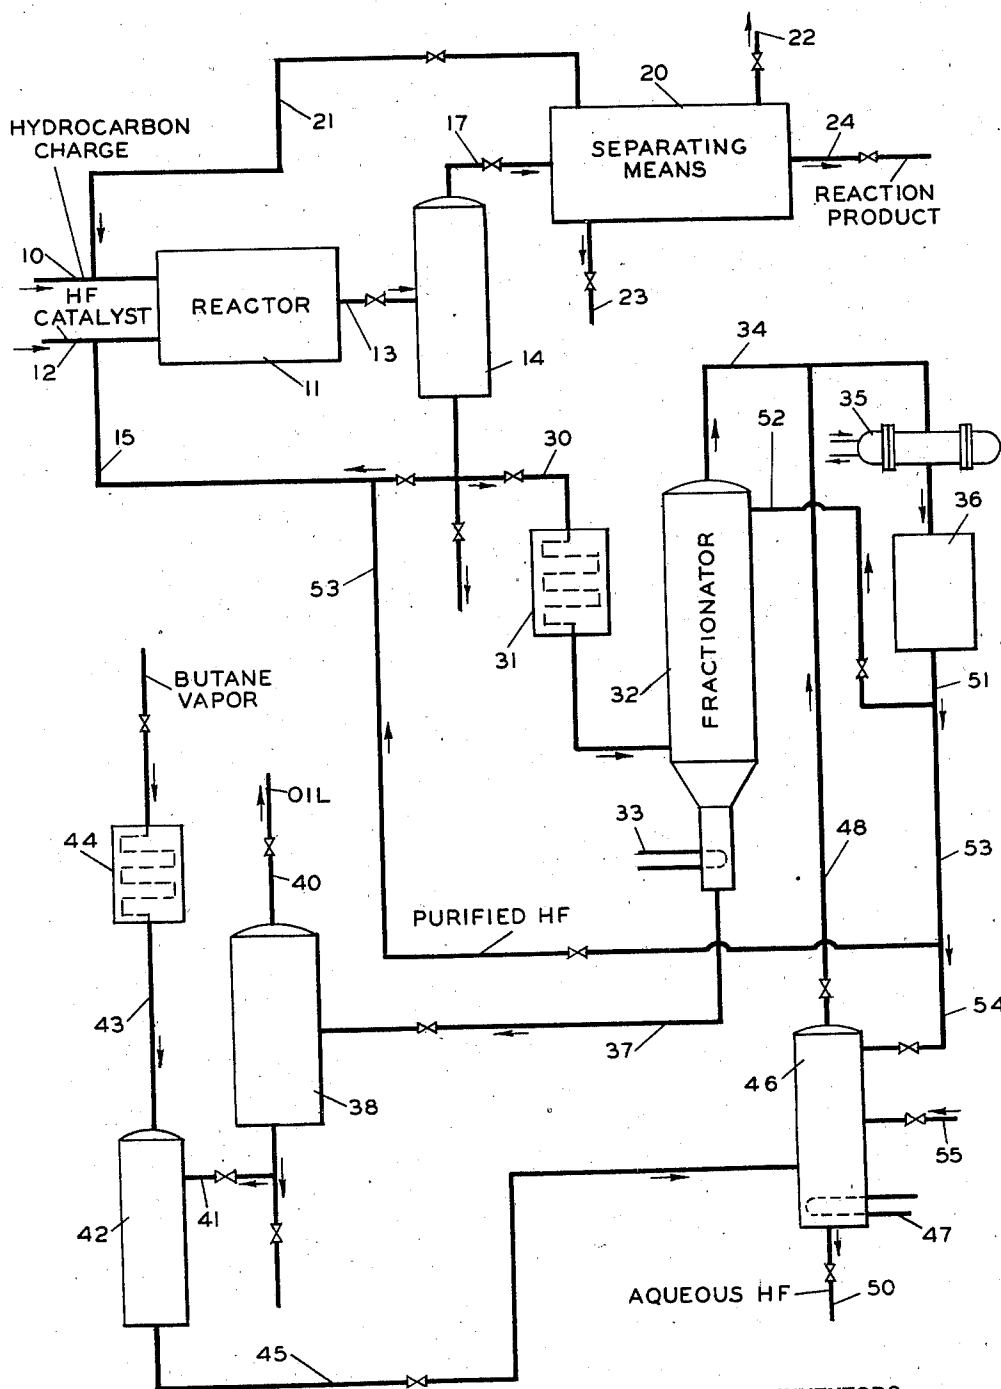 22
20
21
17
24
HYDROCARBON
CHARGE
SEPARATING
MEANS
REACTION
PRODUCT
10
HF
CATALYST
REACTOR
12
13
23
11
14
34
35
52
15
30
36
53
31
FRACTIONATOR
32
51
BUTANE
VAPOR
OIL
33
44
40
48
53
PURIFIED HF
43
54
37
46
38
55
41
42
47
AQUEOUS HF
50
45